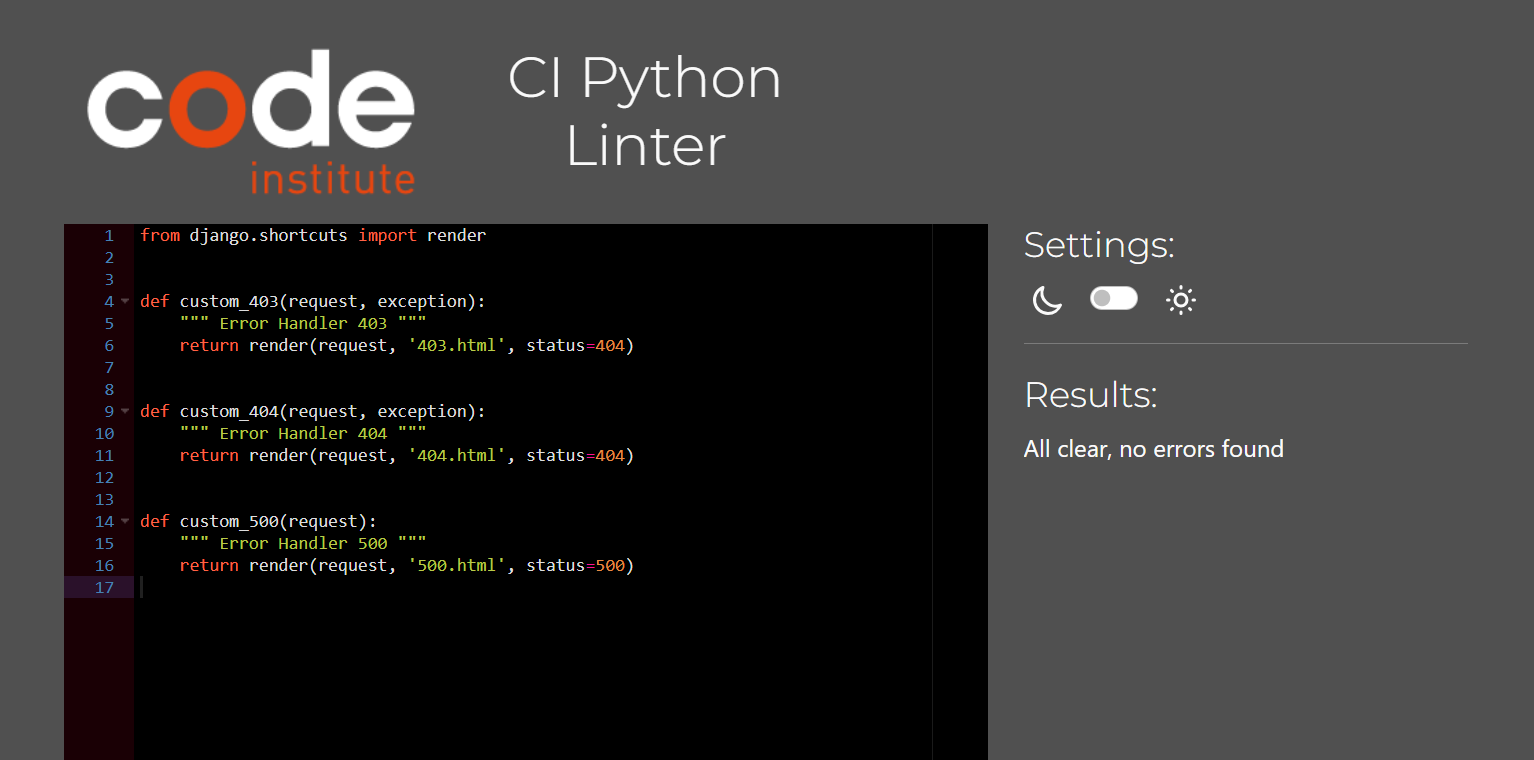 code
institute
CI Python
Linter
1 from django.shortcuts import render
2
3
4 def custom_403(request, exception):
5     """ Error Handler 403 """
6     return render(request, '403.html', status=404)
7
8
9 def custom_404(request, exception):
10     """ Error Handler 404 """
11     return render(request, '404.html', status=404)
12
13
14 def custom_500(request):
15     """ Error Handler 500 """
16     return render(request, '500.html', status=500)
17
Settings:
Results:
All clear, no errors found